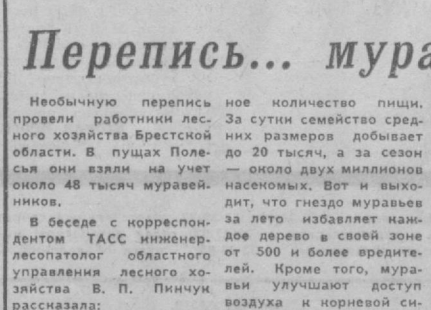 Перепись... мура
Необычную перепись
провели работники лес-
ного хозяйства Брестской
области. В пущах Поле-
сья они взяли на учет
около 48 тысяч муравей-
ников.
В беседе с корреспон-
дентом ТАСС инженер-
лесопатолог областного
управления лесного хо-
зяйства В. П. Пинчук
рассказала:
ное количество пищи.
За сутки семейство сред-
них размеров добывает
до 20 тысяч, а за сезон
— около двух миллионов
насекомых. Вот и выхо-
дит, что гнездо муравьев
за лето избавляет каж-
дое дерево в своей зоне
от 500 и более вредите-
лей. Кроме того, мура-
вьи улучшают доступ
воздуха к корневой си-